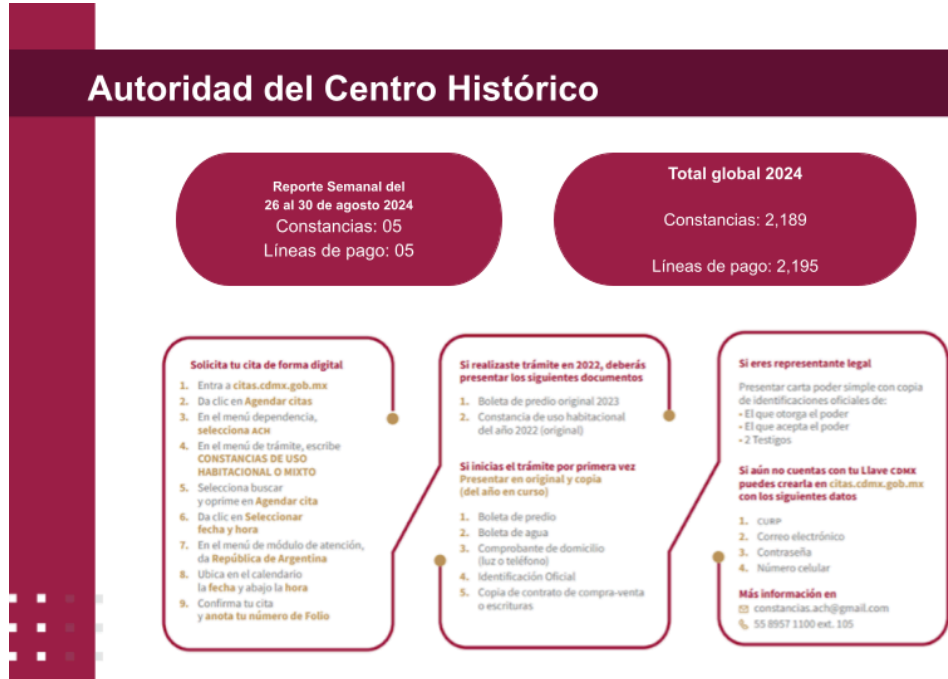 Autoridad del Centro Histórico
Reporte Semanal del
26 al 30 de agosto 2024
Constancias: 05
Líneas de pago: 05
Total global 2024
Constancias: 2,189
Líneas de pago: 2,195
Solicita tu cita de forma digital
1. Entra a citas.cdmx.gob.mx
2. Da clic en Agendar citas
3. En el menú dependencia,
selecciona ACH
4. En el menú de trámite, escribe
CONSTANCIAS DE USO
HABITACIONAL O MIXTO
5. Selecciona buscar
y oprime en Agendar cita
6. Da clic en Seleccionar
fecha y hora
7. En el menú de módulo de atención,
da República de Argentina
8. Ubica en el calendario
la fecha y abajo la hora
9. Confirma tu cita
y anota tu número de Folio
Si realizaste trámite en 2022, deberás
presentar los siguientes documentos
1. Boleta de predio original 2023
2. Constancia de uso habitacional
del año 2022 (original)
Si inicias el trámite por primera vez
Presentar en original y copia
(del año en curso)
1. Boleta de predio
2. Boleta de agua
3. Comprobante de domicilio
(luz o teléfono)
4. Identificación Oficial
5. Copia de contrato de compra-venta
o escrituras
Si eres representante legal
Presentar carta poder simple con copia
de identificaciones oficiales de:
• El que otorga el poder
• El que acepta el poder
• 2 Testigos
Si aún no cuentas con tu Llave CDMX
puedes crearla en citas.cdmx.gob.mx
con los siguientes datos
1. CURP
2. Correo electrónico
3. Contraseña
4. Número celular
Más información en
constancias.ach@gmail.com
55 8957 1100 ext. 105